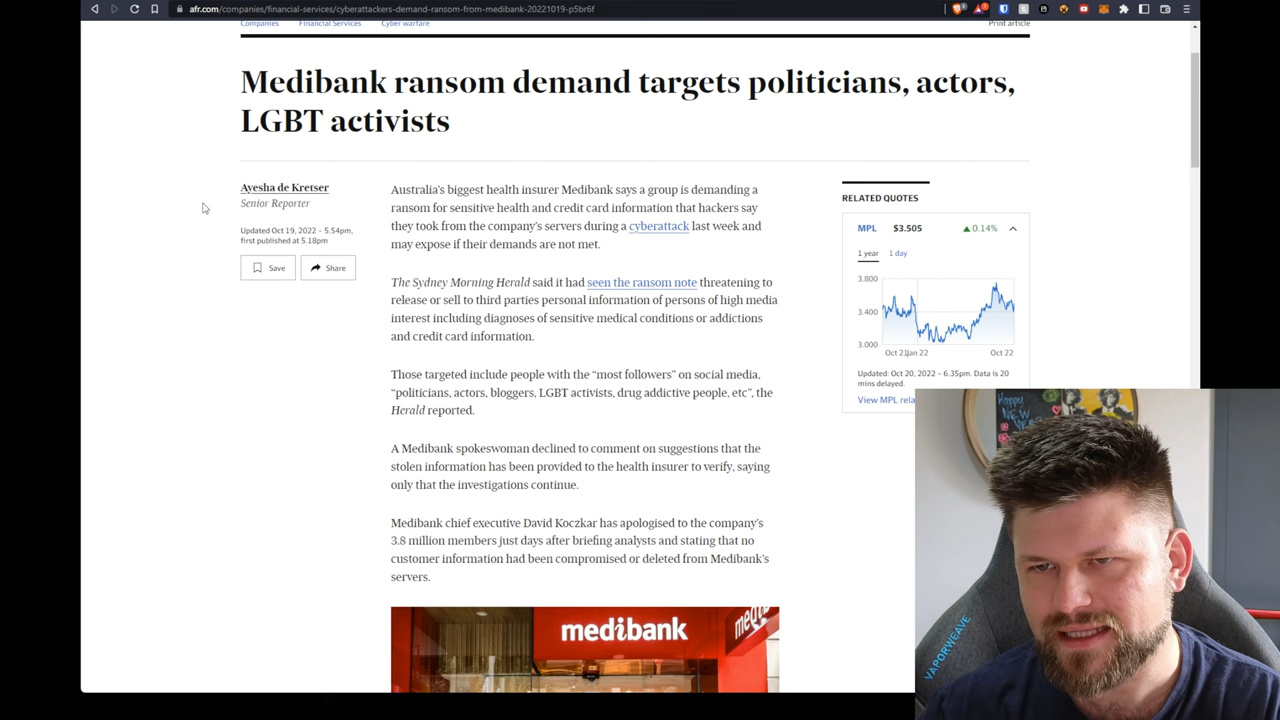 afr.com/companies/financial-services/cyberattackers-demand-ransom-from-medibank-20221019-p5br6f
Companies
Financial Services
Cyber warfare
Print article
Medibank ransom demand targets politicians, actors,
LGBT activists
Ayesha de Kretser
Senior Reporter
Updated Oct 19, 2022 – 5.54pm,
first published at 5.18pm
Save
Share
Australia's biggest health insurer Medibank says a group is demanding a
ransom for sensitive health and credit card information that hackers say
they took from the company's servers during a cyberattack last week and
may expose if their demands are not met.
The Sydney Morning Herald said it had seen the ransom note threatening to
release or sell to third parties personal information of persons of high media
interest including diagnoses of sensitive medical conditions or addictions
and credit card information.
Those targeted include people with the “most followers” on social media,
“politicians, actors, bloggers, LGBT activists, drug addictive people, etc”, the
Herald reported.
A Medibank spokeswoman declined to comment on suggestions that the
stolen information has been provided to the health insurer to verify, saying
only that the investigations continue.
Medibank chief executive David Koczkar has apologised to the company's
3.8 million members just days after briefing analysts and stating that no
customer information had been compromised or deleted from Medibank's
servers.
medibank
RELATED QUOTES
MPL $3.505 0.14%
1 year 1 day
3.800
3.400
3.000
Oct 21 Jan 22 Oct 22
Updated: Oct 20, 2022 – 6.35pm. Data is 20
mins delayed.
View MPL
Happy
NEW
VAPORWEAVE